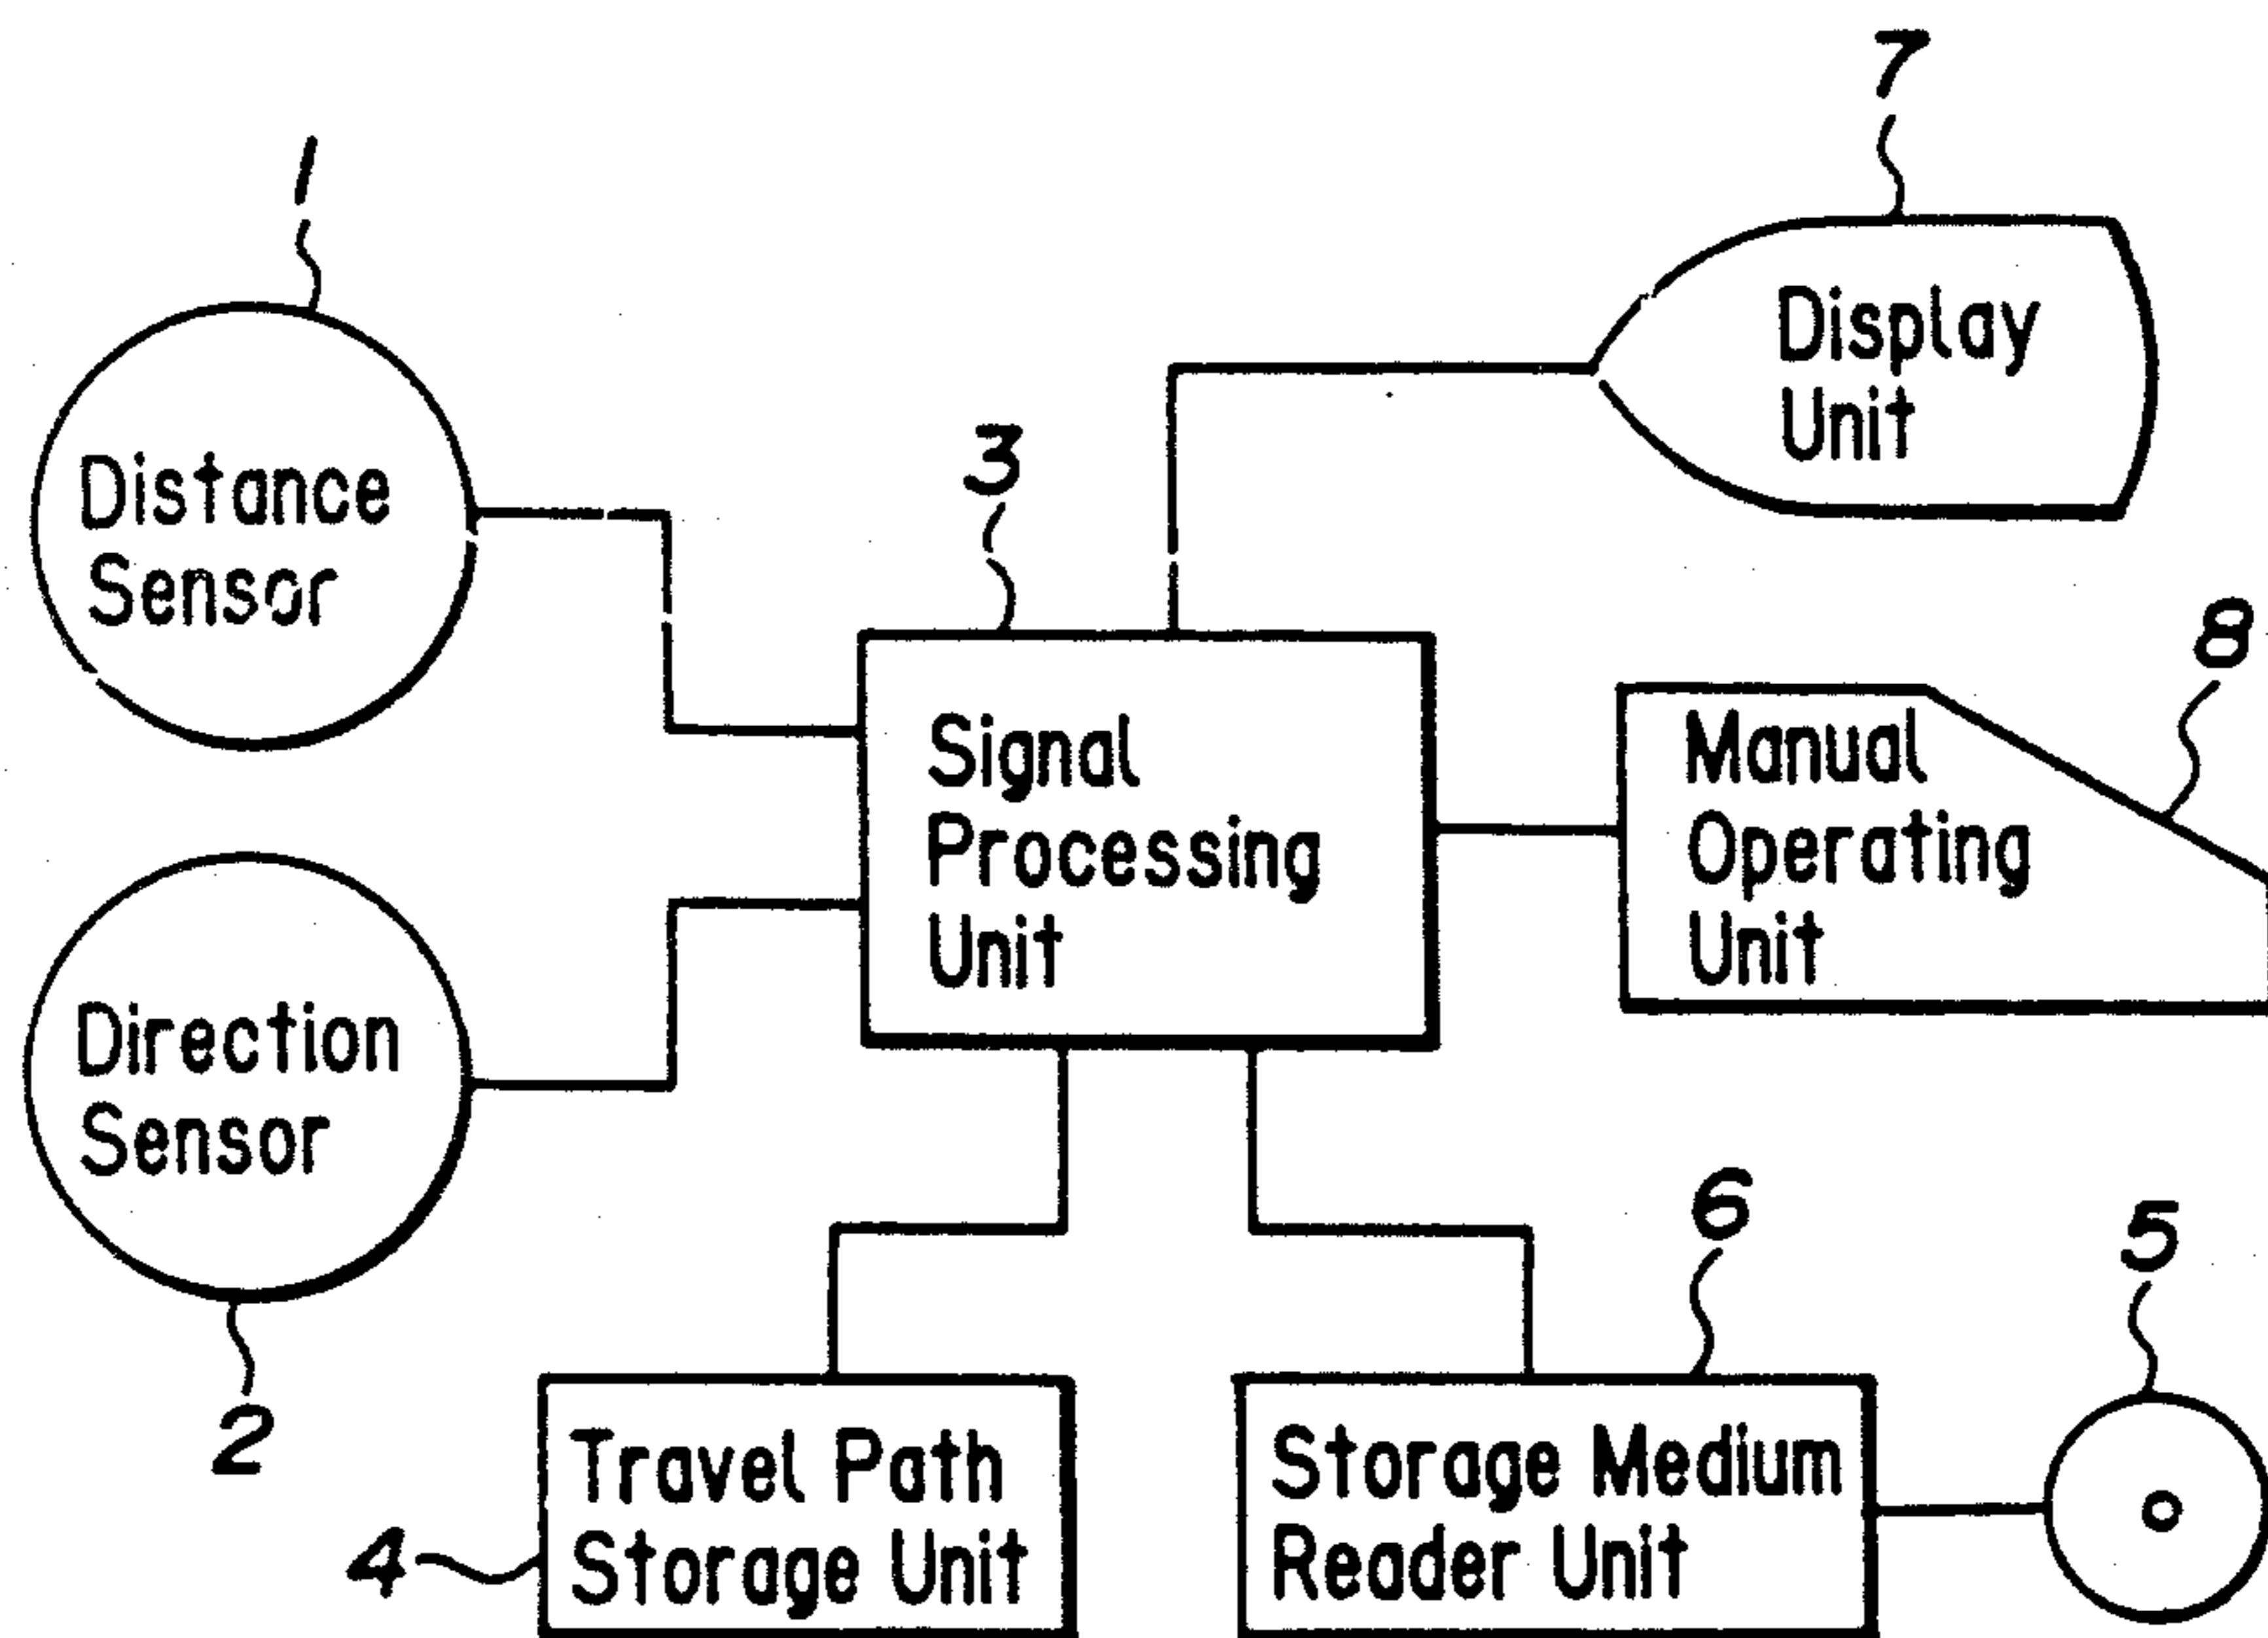 7
1
Display
Unit
3
Distance
Sensor
8
Signal
Processing
Unit
Manual
Operating
Unit
Direction
Sensor
2
6
5
Travel Path
Storage Unit
4
Storage Medium
Reader Unit